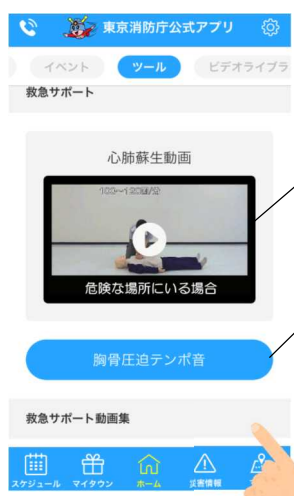 東京消防庁公式アプリ
イベント ツール ビデオライブラ
救急サポート
心肺蘇生動画
100～120回/分
危険な場所にいる場合
胸骨圧迫テンポ音
救急サポート動画集
スケジュール マイタウン ホーム 災害情報